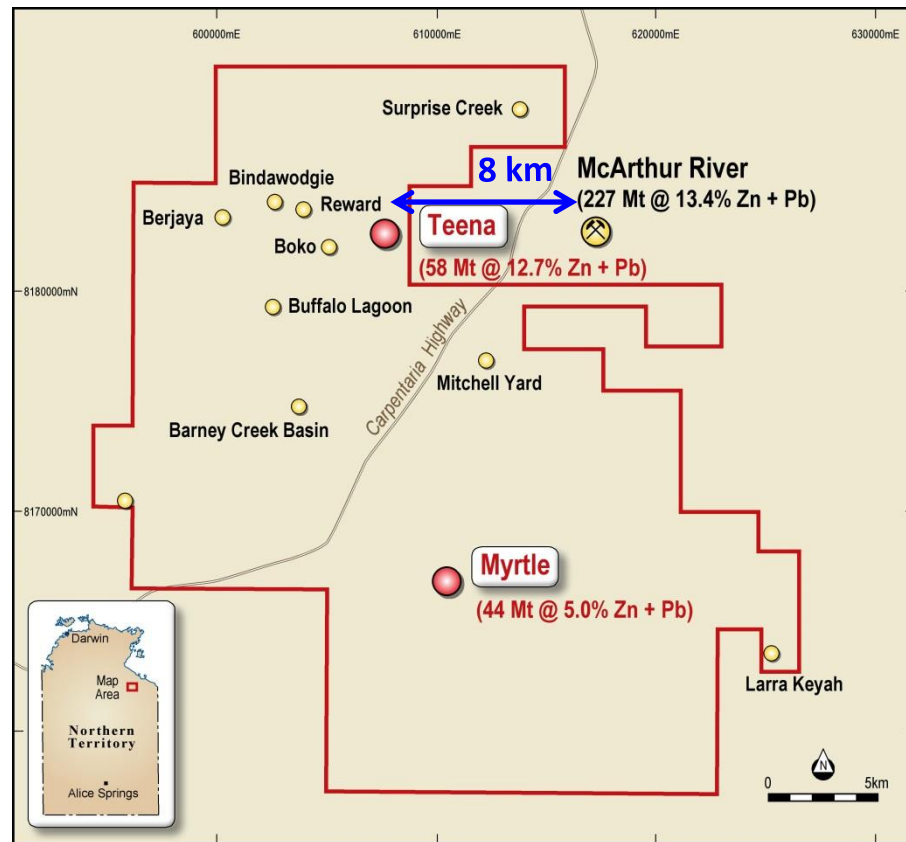 600000mE
610000mE
620000mE
630000mE
Surprise Creek
8 km
McArthur River
(227 Mt @ 13.4% Zn + Pb)
Bindawodgie
Reward
Berjaya
Teena
Boko
(58 Mt @ 12.7% Zn + Pb)
8180000mN
Buffalo Lagoon
Carpentaria Highway
Mitchell Yard
Barney Creek Basin
8170000mN
Myrtle
(44 Mt @ 5.0% Zn + Pb)
Larra Keyah
Darwin
Map
Area
Northern
Territory
Alice Springs
N
0
5km